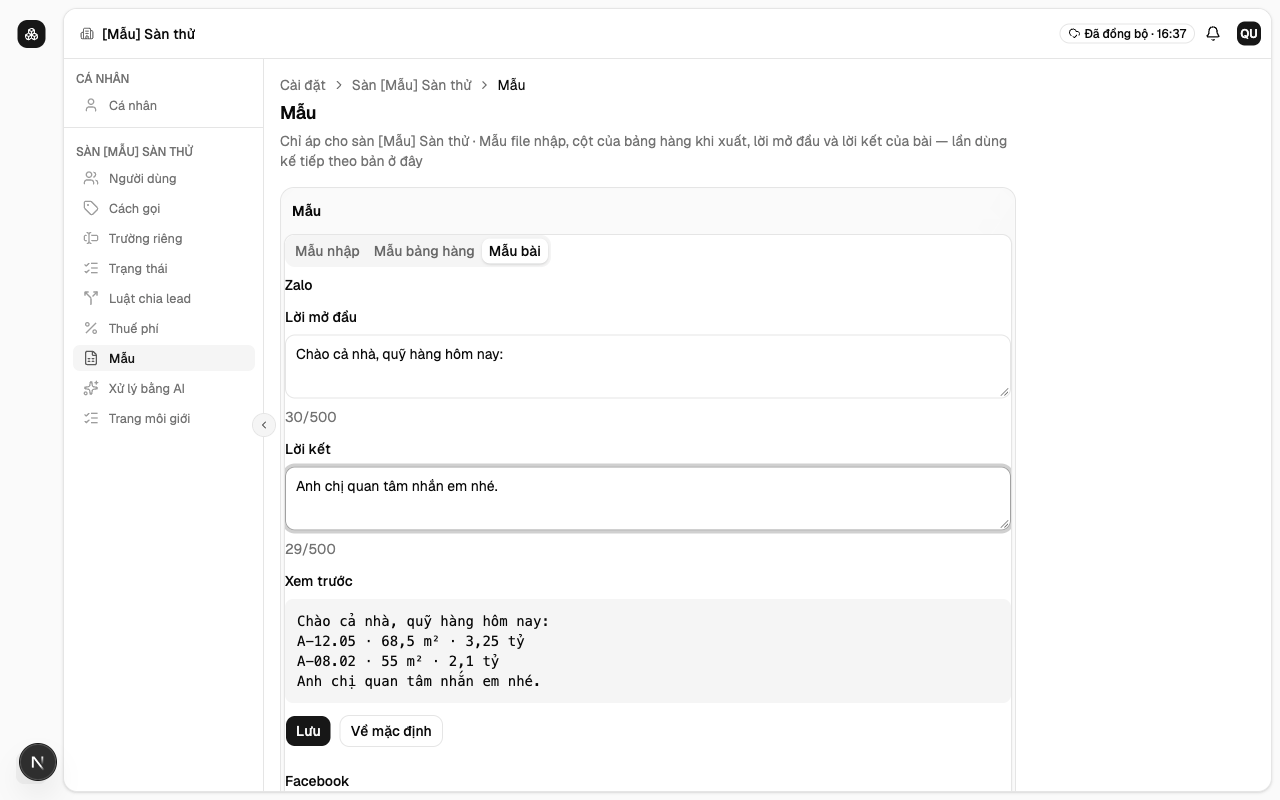 [Mẫu] Sàn thử
Đã đồng bộ · 16:37
QU
CÁ NHÂN
Cá nhân
SÀN [MẪU] SÀN THỬ
Người dùng
Cách gọi
Trường riêng
Trạng thái
Luật chia lead
Thuế phí
Mẫu
Xử lý bằng AI
Trang môi giới
Cài đặt > Sàn [Mẫu] Sàn thử > Mẫu
Mẫu
Chỉ áp cho sàn [Mẫu] Sàn thử · Mẫu file nhập, cột của bảng hàng khi xuất, lời mở đầu và lời kết của bài — lần dùng
kế tiếp theo bản ở đây
Mẫu
Mẫu nhập Mẫu bảng hàng Mẫu bài
Zalo
Lời mở đầu
Chào cả nhà, quỹ hàng hôm nay:
30/500
Lời kết
Anh chị quan tâm nhắn em nhé.
29/500
Xem trước
Chào cả nhà, quỹ hàng hôm nay:
A-12.05 · 68,5 m² · 3,25 tỷ
A-08.02 · 55 m² · 2,1 tỷ
Anh chị quan tâm nhắn em nhé.
Lưu Về mặc định
Facebook
N